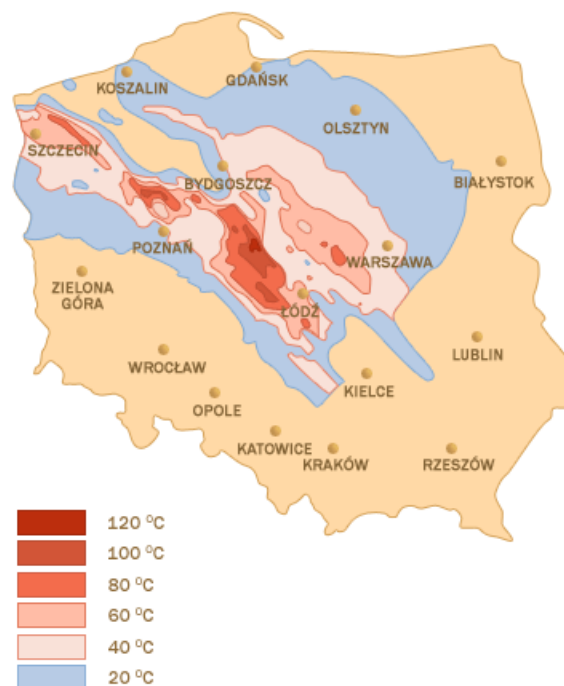 KOSZALIN
GDAŃSK
OLSZTYN
SZCZECIN
BYDGOSZCZ
BIAŁYSTOK
POZNAŃ
WARSZAWA
ZIELONA
GÓRA
ŁÓDŹ
LUBLIN
WROCŁAW
KIELCE
OPOLE
KATOWICE
KRAKÓW
RZESZÓW
120 °C
100 °C
80 °C
60 °C
40 °C
20 °C